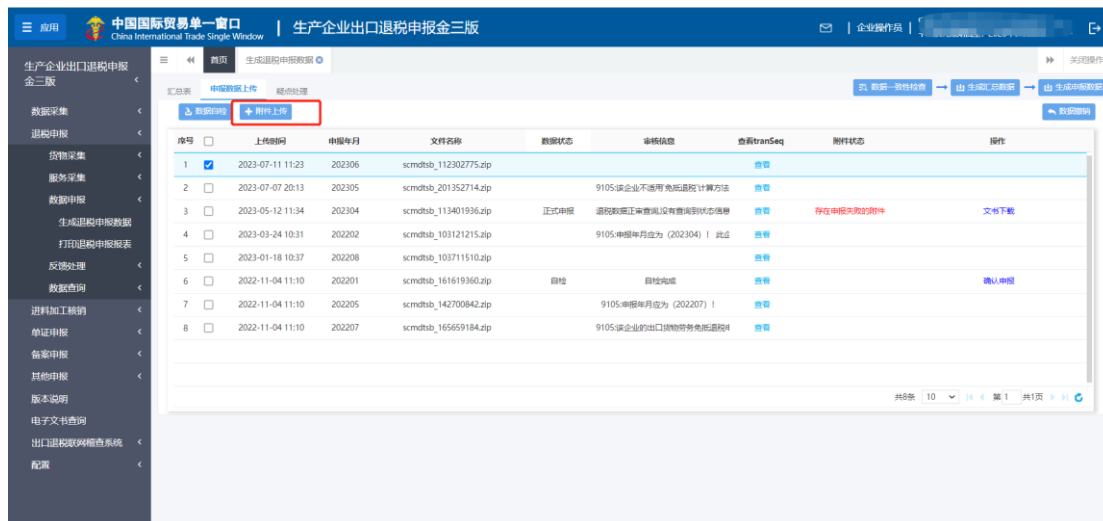 应用 中国国际贸易单一窗口 China International Trade Single Window | 生产企业出口退税申报金三版 | 企业操作员 |
生产企业出口退税申报金三版
首页 生成退税申报数据 关闭操作
汇总表 申报数据上传 疑点处理 数据一致性检查 → 生成汇总数据 → 生成申报数据
数据自检 附件上传 数据撤销
数据采集
退税申报
货物采集
服务采集
数据申报
生成退税申报数据
打印退税申报报表
反馈处理
数据查询
进料加工核销
单证申报
备案申报
其他申报
版本说明
电子文书查询
出口退税联网稽查系统
配置
序号 上传时间 申报年月 文件名称 数据状态 审核信息 查看tranSeq 附件状态 操作
1 2023-07-11 11:23 202306 scmdtsb_112302775.zip 查看
2 2023-07-07 20:13 202305 scmdtsb_201352714.zip 9105:该企业不适用'免抵退税'计算方法 查看
3 2023-05-12 11:34 202304 scmdtsb_113401936.zip 正式申报 退税数据正审查询,没有查询到状态信息 查看 存在申报失败的附件 文书下载
4 2023-03-24 10:31 202202 scmdtsb_103121215.zip 9105:申报年月应为（202304）！ 此企 查看
5 2023-01-18 10:37 202208 scmdtsb_103711510.zip 查看
6 2022-11-04 11:10 202201 scmdtsb_161619360.zip 自检 自检完成 查看 确认申报
7 2022-11-04 11:10 202205 scmdtsb_142700842.zip 9105:申报年月应为（202207）！ 查看
8 2022-11-04 11:10 202207 scmdtsb_165659184.zip 9105:该企业的出口货物劳务免抵退税 查看
共8条 10 第 1 共1页